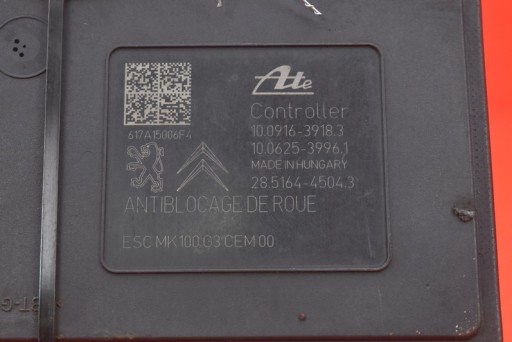 Ate
617A15006F4
Controller
10.0916-3918.3
10.0625-3996.1
MADE IN HUNGARY
28.5164-4504.3
ANTIBLOCAGE DE ROUE
ESC MK100 G3 CEM 00